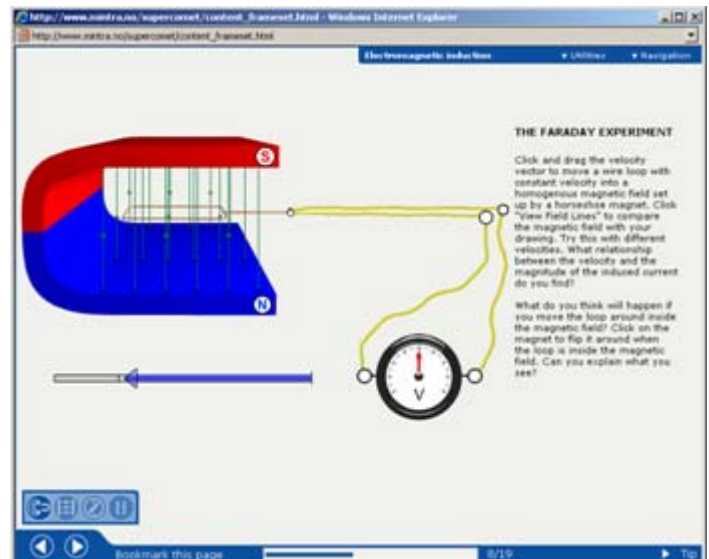 http://www.mintra.no/supercomet/content_frameset.html - Windows Internet Explorer
http://www.mintra.no/supercomet/content_frameset.html
Electromagnetic induction ▾ Utilities ▾ Navigation
THE FARADAY EXPERIMENT
Click and drag the velocity
vector to move a wire loop with
constant velocity into a
homogenous magnetic field set
up by a horseshoe magnet. Click
"View Field Lines" to compare
the magnetic field with your
drawing. Try this with different
velocities. What relationship
between the velocity and the
magnitude of the induced current
do you find?
What do you think will happen if
you move the loop around inside
the magnetic field? Click on the
magnet to flip it around when
the loop is inside the magnetic
field. Can you explain what you
see?
S
N
V
Bookmark this page 8/19 Tip